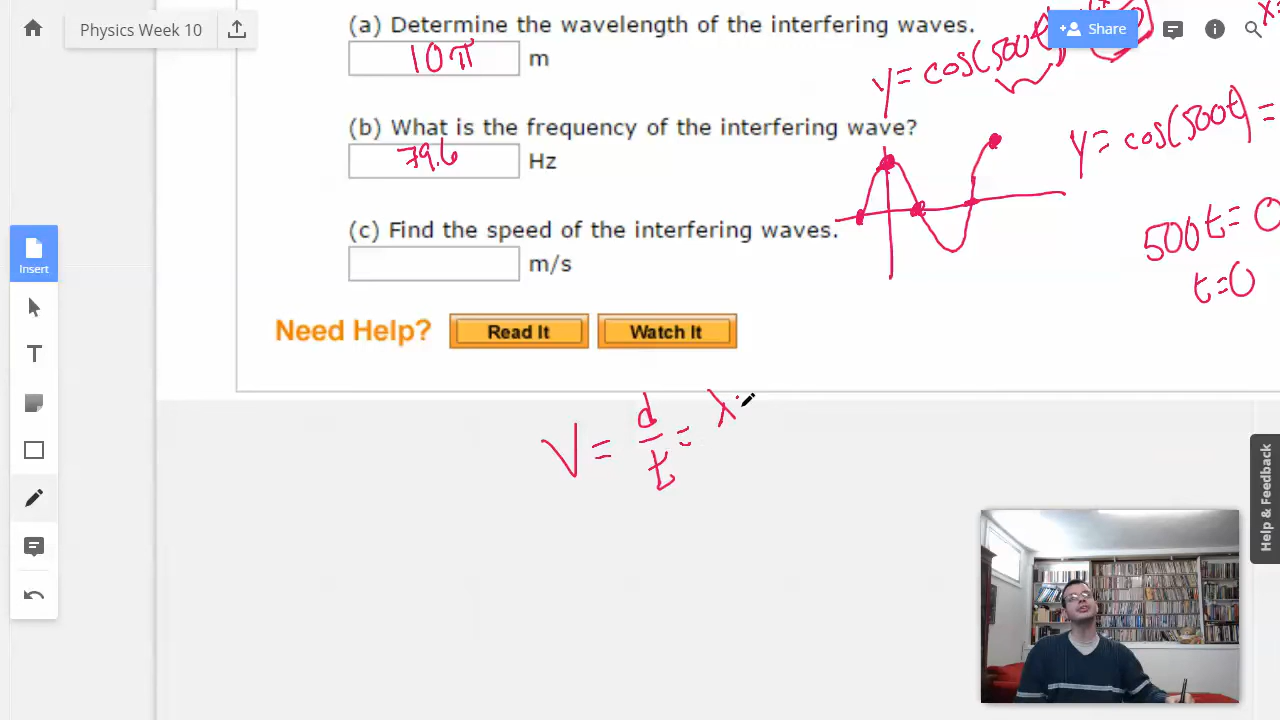 Physics Week 10
Share
(a) Determine the wavelength of the interfering waves.
10π m
y = cos(500t)
(b) What is the frequency of the interfering wave?
79.6 Hz
y = cos(500t) =
(c) Find the speed of the interfering waves.
m/s
500t = 0
t = 0
Insert
T
Need Help? Read It Watch It
V = d/t = λ
Help & Feedback